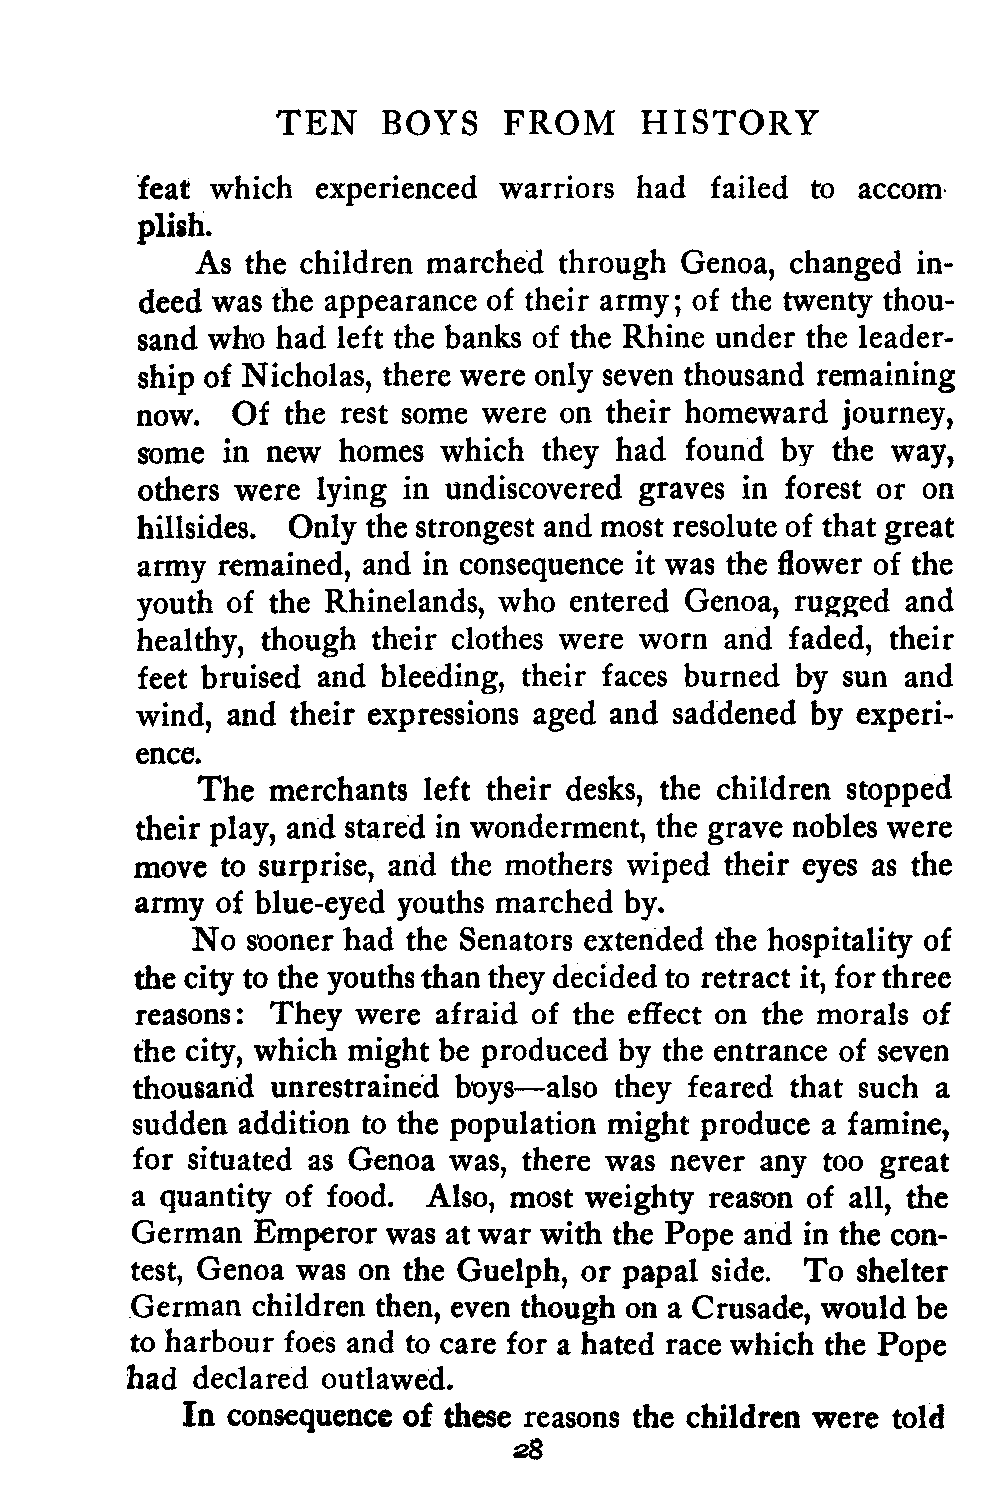 TEN BOYS FROM HISTORY
feat which experienced warriors had failed to accom-
plish.
As the children marched through Genoa, changed in-
deed was the appearance of their army; of the twenty thou-
sand who had left the banks of the Rhine under the leader-
ship of Nicholas, there were only seven thousand remaining
now. Of the rest some were on their homeward journey,
some in new homes which they had found by the way,
others were lying in undiscovered graves in forest or on
hillsides. Only the strongest and most resolute of that great
army remained, and in consequence it was the flower of the
youth of the Rhinelands, who entered Genoa, rugged and
healthy, though their clothes were worn and faded, their
feet bruised and bleeding, their faces burned by sun and
wind, and their expressions aged and saddened by experi-
ence.
The merchants left their desks, the children stopped
their play, and stared in wonderment, the grave nobles were
move to surprise, and the mothers wiped their eyes as the
army of blue-eyed youths marched by.
No sooner had the Senators extended the hospitality of
the city to the youths than they decided to retract it, for three
reasons: They were afraid of the effect on the morals of
the city, which might be produced by the entrance of seven
thousand unrestrained boys—also they feared that such a
sudden addition to the population might produce a famine,
for situated as Genoa was, there was never any too great
a quantity of food. Also, most weighty reason of all, the
German Emperor was at war with the Pope and in the con-
test, Genoa was on the Guelph, or papal side. To shelter
German children then, even though on a Crusade, would be
to harbour foes and to care for a hated race which the Pope
had declared outlawed.
In consequence of these reasons the children were told
28